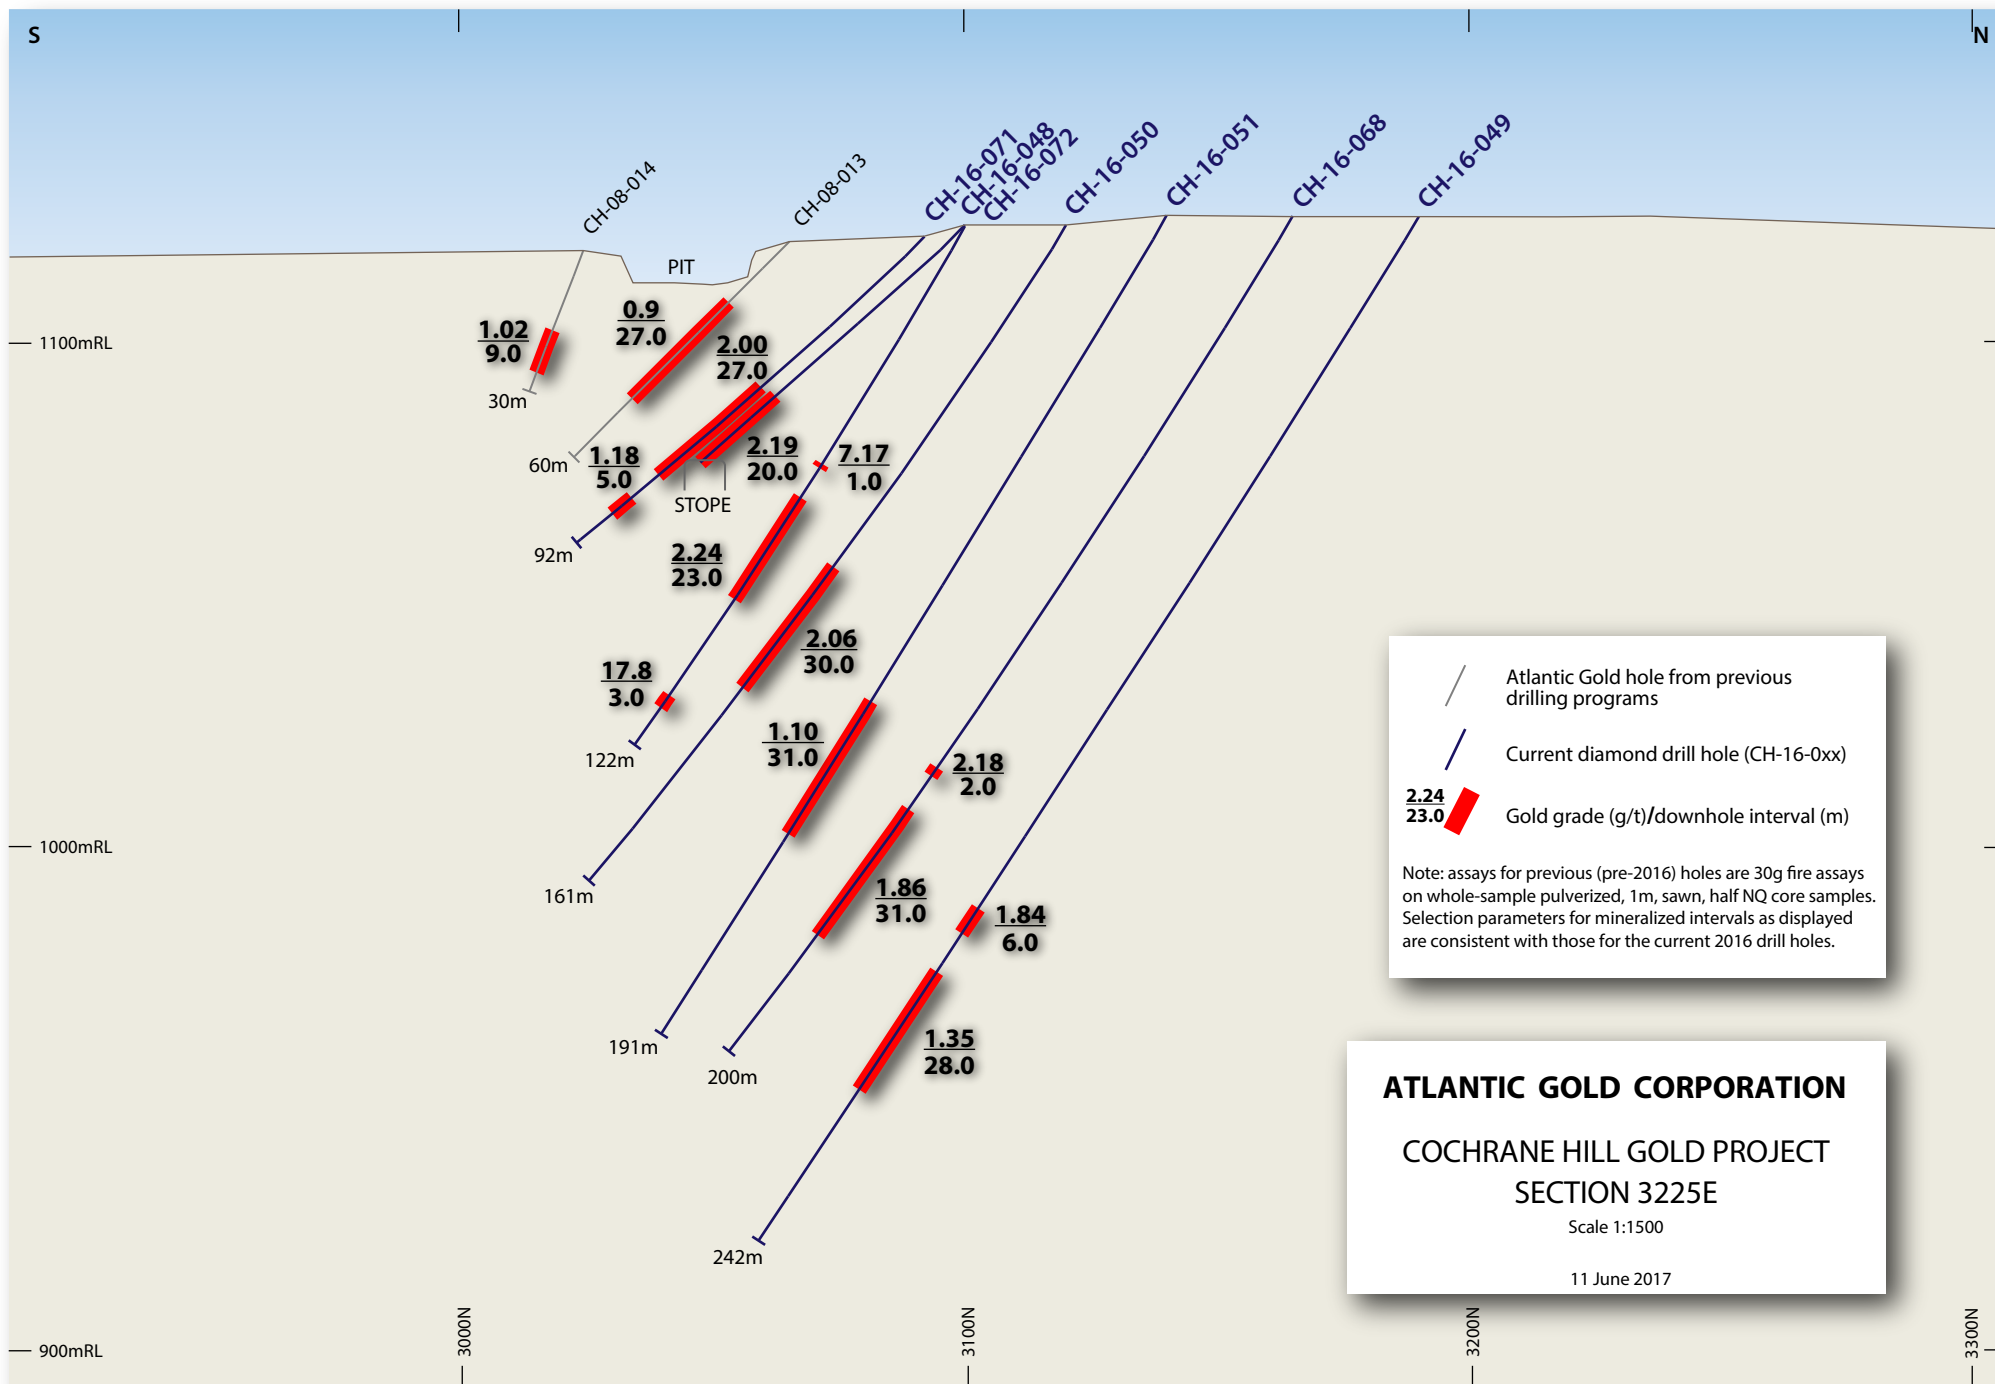 S
N
CH-08-014
CH-08-013
CH-16-071
CH-16-048
CH-16-072
CH-16-050
CH-16-051
CH-16-068
CH-16-049
PIT
1100mRL
1.02
9.0
30m
0.9
27.0
60m
2.00
27.0
1.18
5.0
92m
2.19
20.0
STOPE
7.17
1.0
2.24
23.0
17.8
3.0
122m
2.06
30.0
161m
1.10
31.0
191m
2.18
2.0
1.86
31.0
200m
1.84
6.0
1.35
28.0
242m
1000mRL
900mRL
3000N
3100N
3200N
3300N
Atlantic Gold hole from previous
drilling programs
Current diamond drill hole (CH-16-0xx)
2.24
23.0
Gold grade (g/t)/downhole interval (m)
Note: assays for previous (pre-2016) holes are 30g fire assays
on whole-sample pulverized, 1m, sawn, half NQ core samples.
Selection parameters for mineralized intervals as displayed
are consistent with those for the current 2016 drill holes.
ATLANTIC GOLD CORPORATION
COCHRANE HILL GOLD PROJECT
SECTION 3225E
Scale 1:1500
11 June 2017